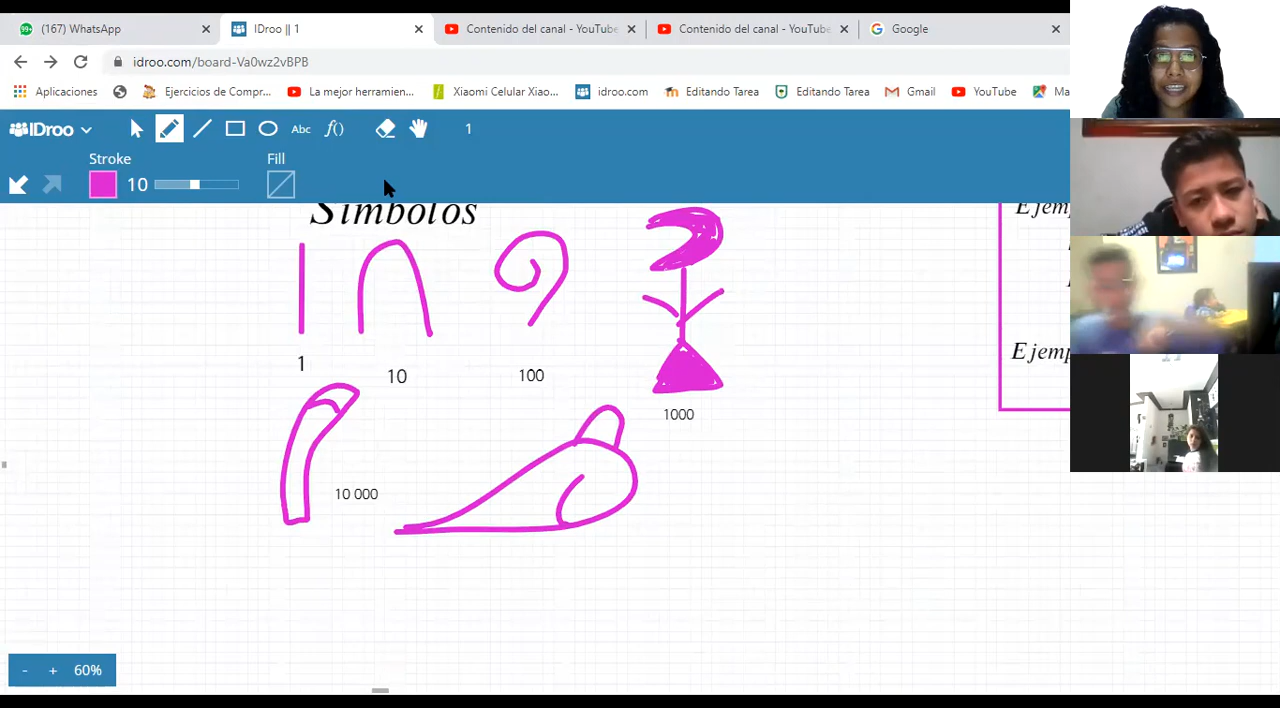 (167) WhatsApp
IDroo || 1
Contenido del canal - YouTube
Contenido del canal - YouTube
Google
idroo.com/board-Va0wz2vBPB
Aplicaciones
Ejercicios de Compr...
La mejor herramien...
Xiaomi Celular Xiao...
idroo.com
Editando Tarea
Editando Tarea
Gmail
YouTube
Ma
IDroo
Abc
f()
1
Stroke
Fill
10
Símbolos
Ejemp
1
10
100
1000
Ejemp
10 000
- + 60%